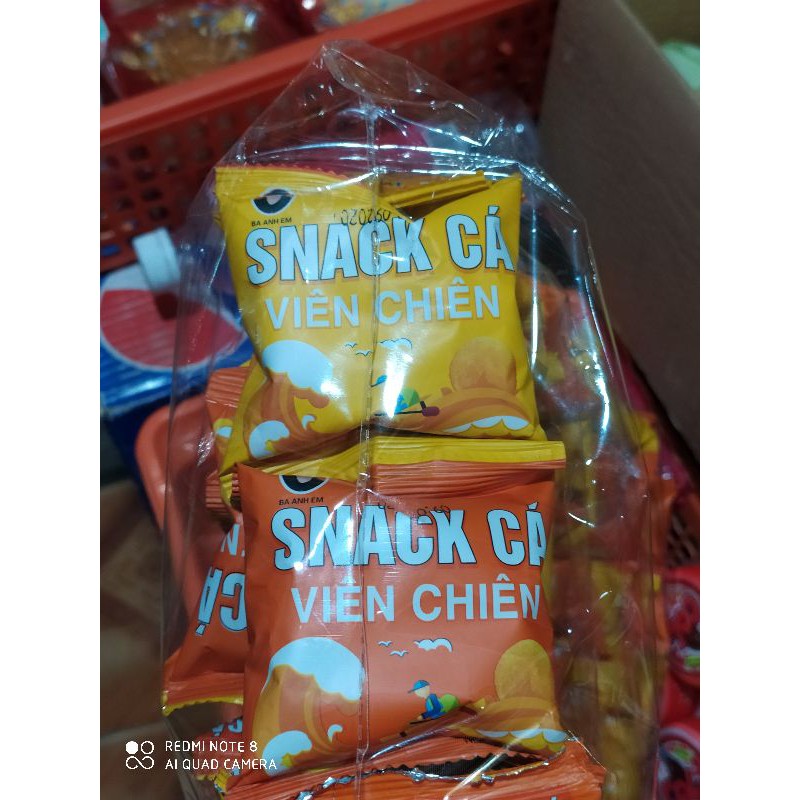 BA ANH EM
SNACK CÁ
VIÊN CHIÊN
BA ANH EM
SNACK CÁ
VIÊN CHIÊN
CÁ
REDMI NOTE 8
AI QUAD CAMERA